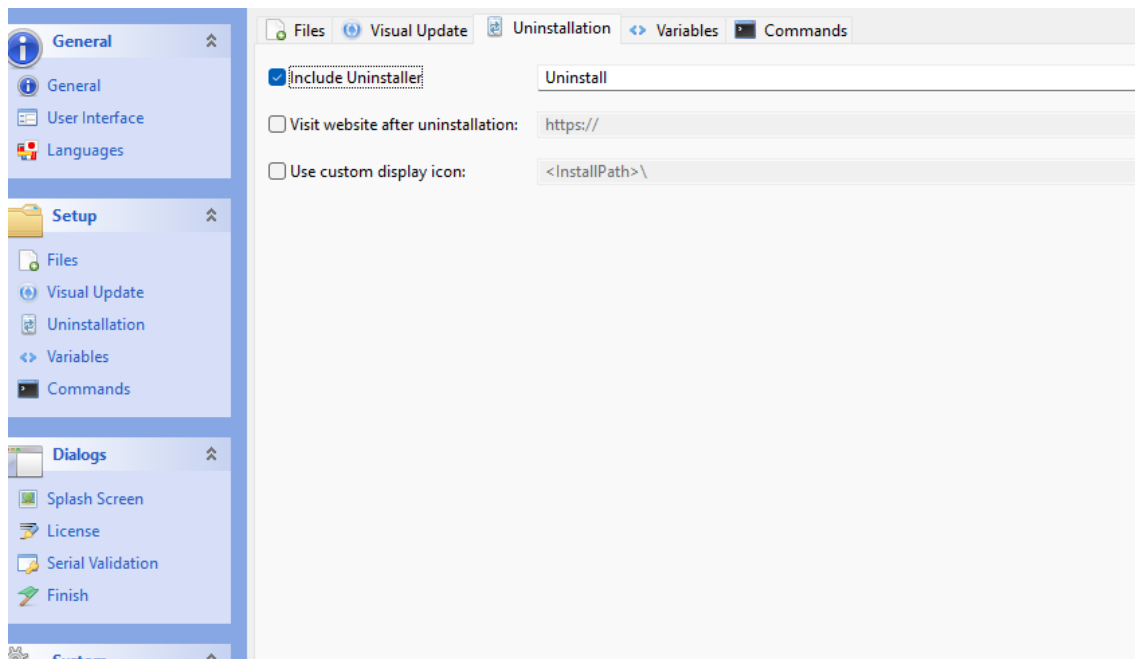 General
General
User Interface
Languages
Setup
Files
Visual Update
Uninstallation
Variables
Commands
Dialogs
Splash Screen
License
Serial Validation
Finish
System
Files Visual Update Uninstallation Variables Commands
Include Uninstaller Uninstall
Visit website after uninstallation: https://
Use custom display icon: <InstallPath>\